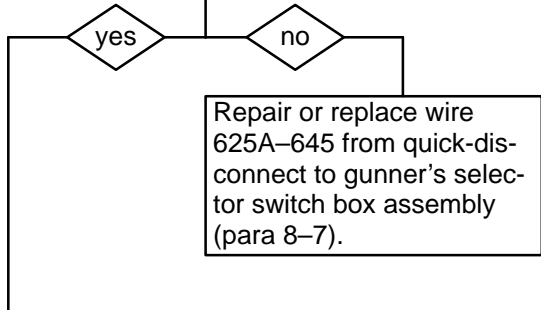 yes
no
Repair or replace wire
625A–645 from quick-dis-
connect to gunner's selec-
tor switch box assembly
(para 8–7).